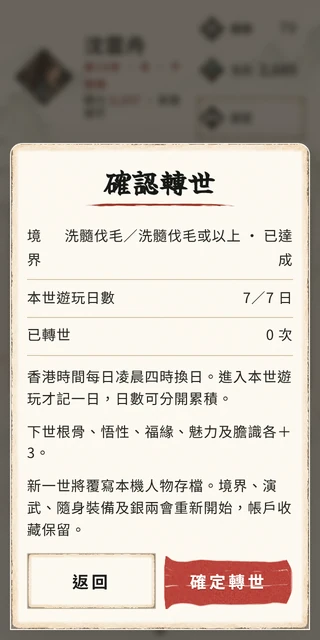 沈雲舟
確認轉世
境界 洗髓伐毛／洗髓伐毛或以上・已達成
本世遊玩日數 7／7 日
已轉世 0 次
香港時間每日凌晨四時換日。進入本世遊
玩才記一日，日數可分開累積。
下世根骨、悟性、福緣、魅力及膽識各＋
3。
新一世將覆寫本機人物存檔。境界、演
武、隨身裝備及銀兩會重新開始，帳戶收
藏保留。
返回 確定轉世